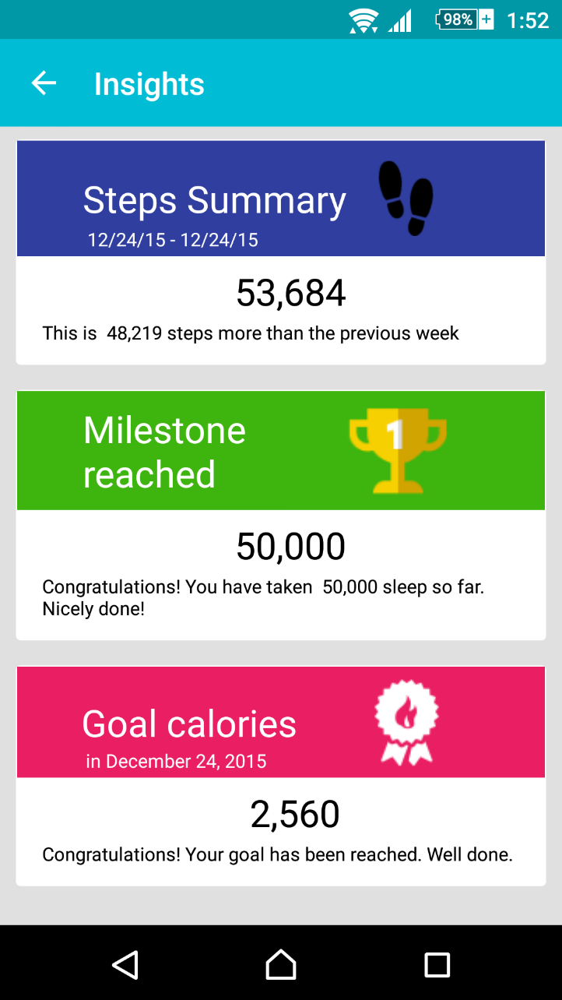 98%
1:52
Insights
Steps Summary
12/24/15 - 12/24/15
53,684
This is 48,219 steps more than the previous week
Milestone
reached
1
50,000
Congratulations! You have taken 50,000 sleep so far.
Nicely done!
Goal calories
in December 24, 2015
2,560
Congratulations! Your goal has been reached. Well done.